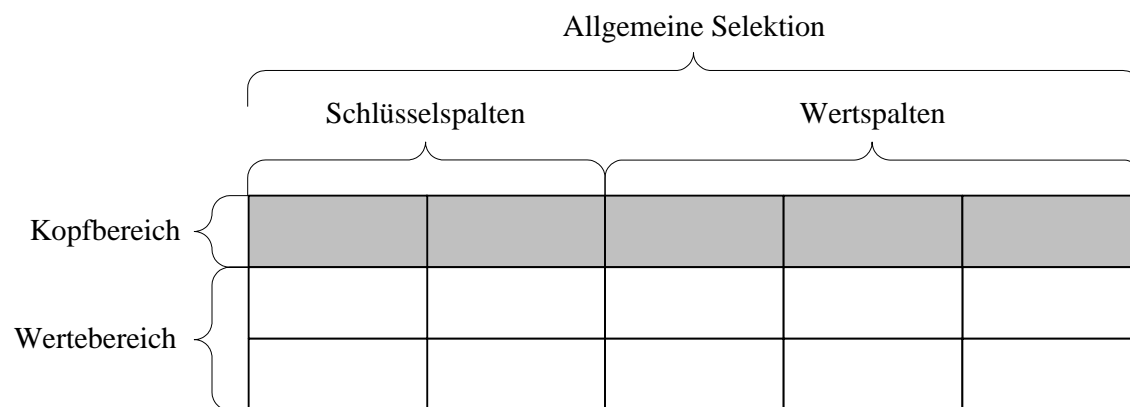 Allgemeine Selektion
Schlüsselspalten
Wertspalten
Kopfbereich
Wertebereich